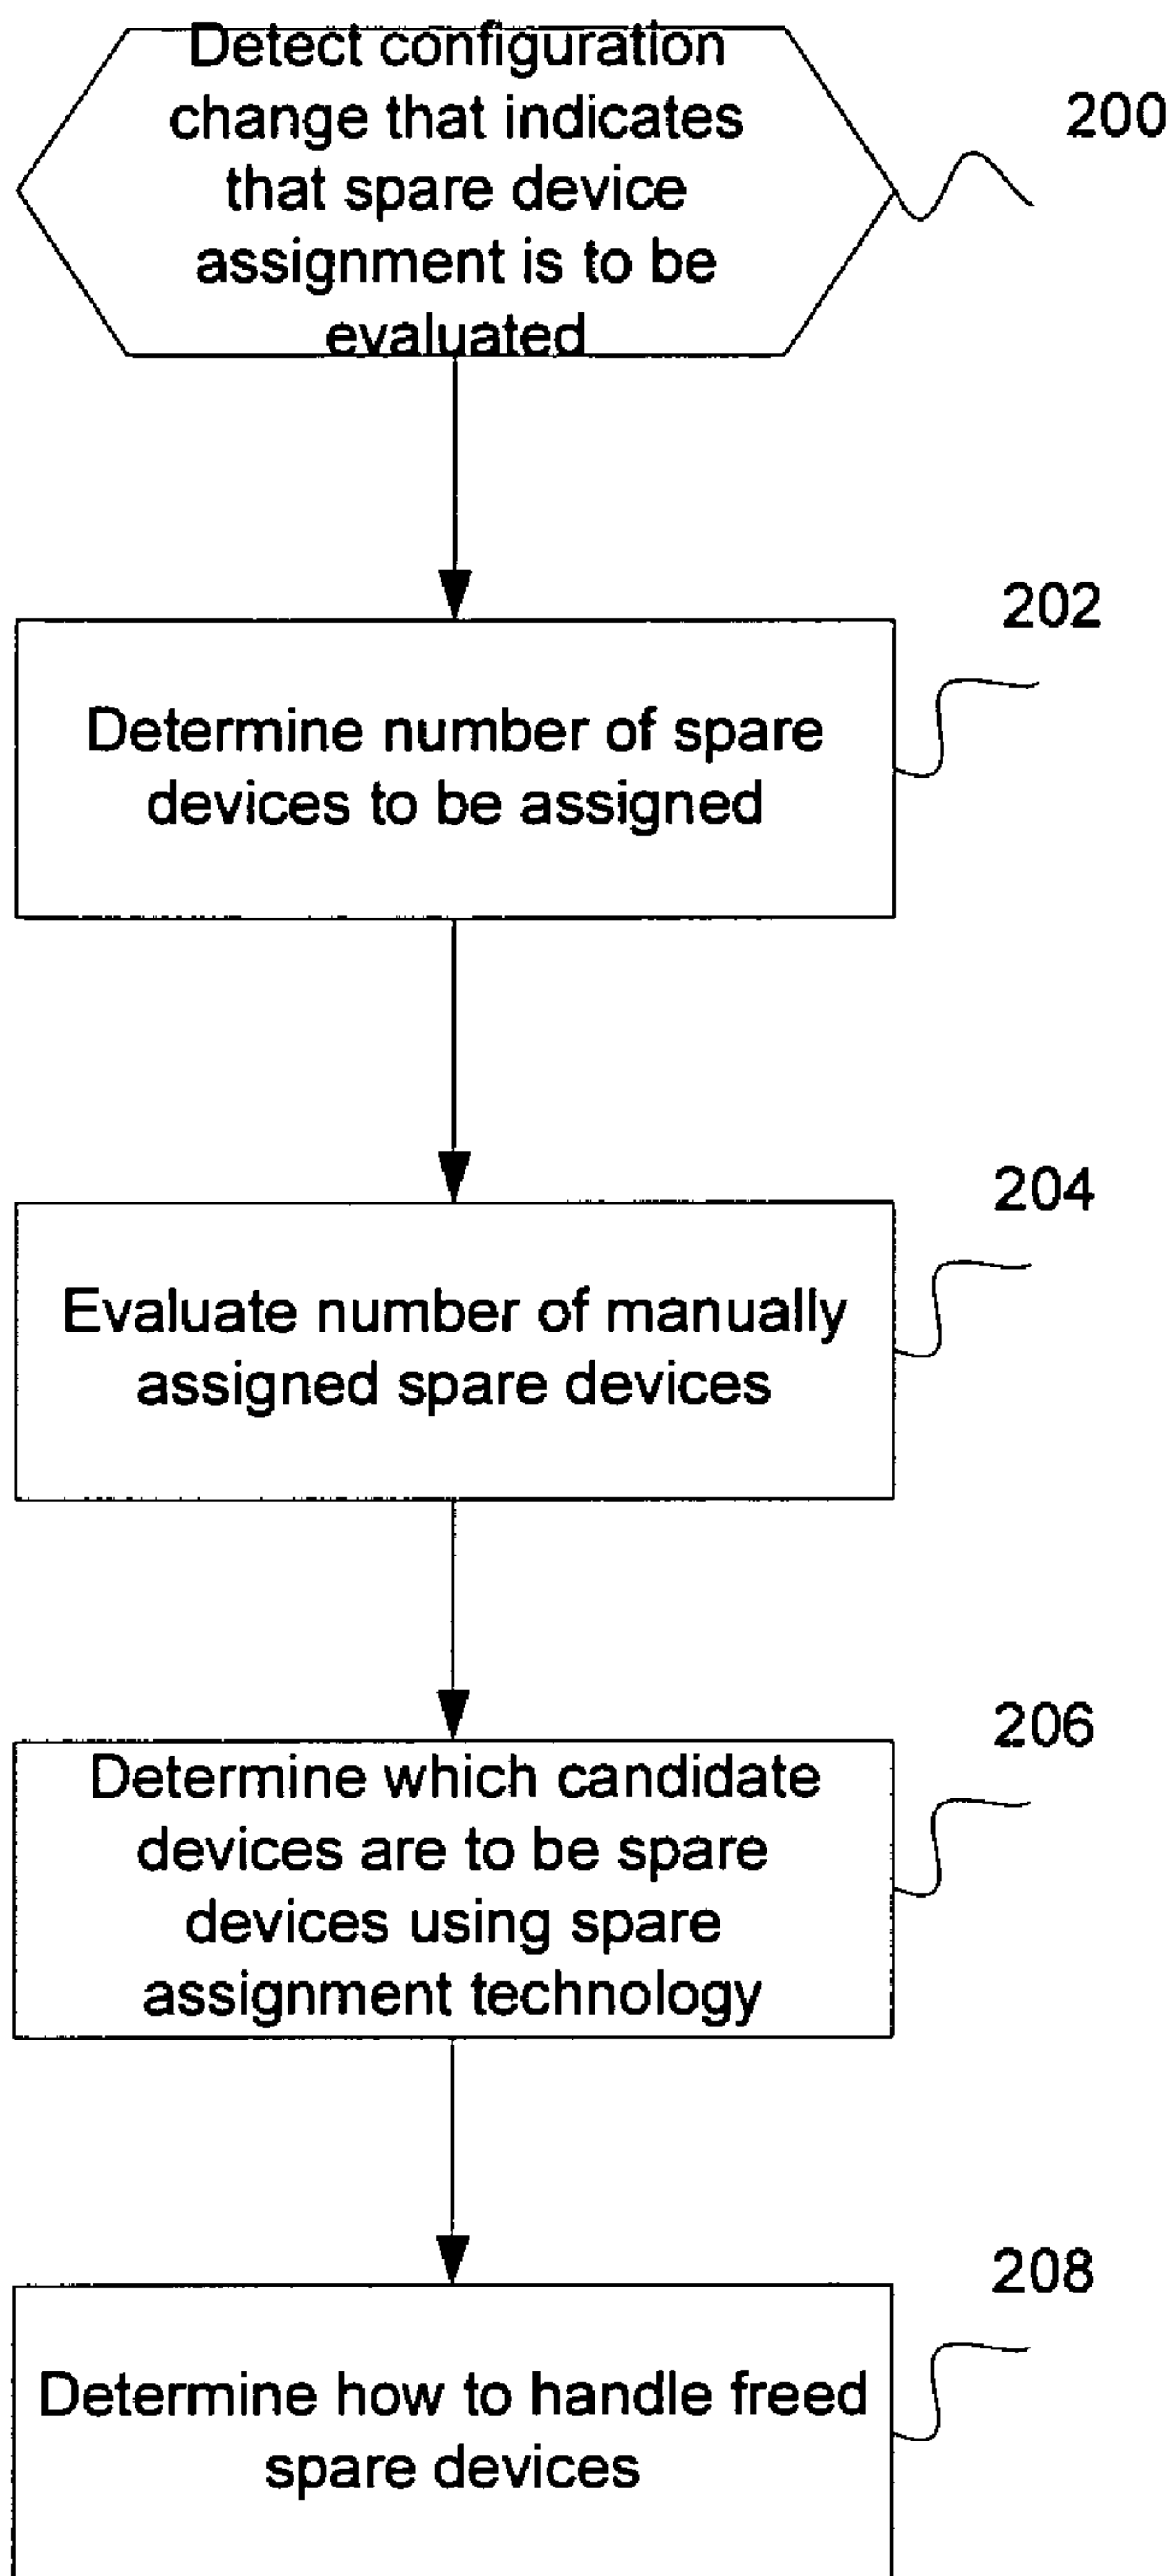 Detect configuration
change that indicates
that spare device
assignment is to be
evaluated
200
202
Determine number of spare
devices to be assigned
204
Evaluate number of manually
assigned spare devices
206
Determine which candidate
devices are to be spare
devices using spare
assignment technology
208
Determine how to handle freed
spare devices